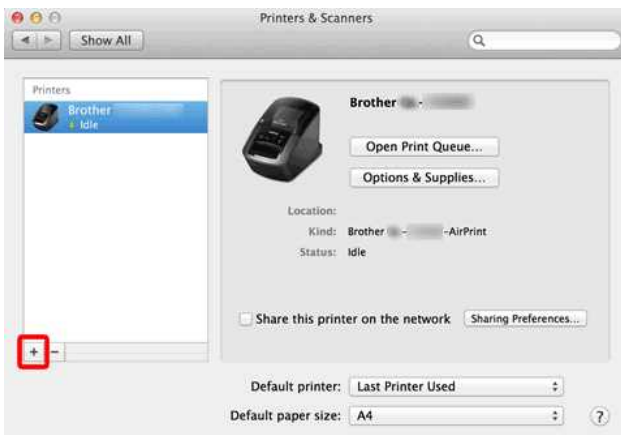 Printers & Scanners
Show All
Printers
Brother
Idle
Brother -
Open Print Queue...
Options & Supplies...
Location:
Kind: Brother - -AirPrint
Status: Idle
Share this printer on the network Sharing Preferences...
+ −
Default printer: Last Printer Used
Default paper size: A4 ?